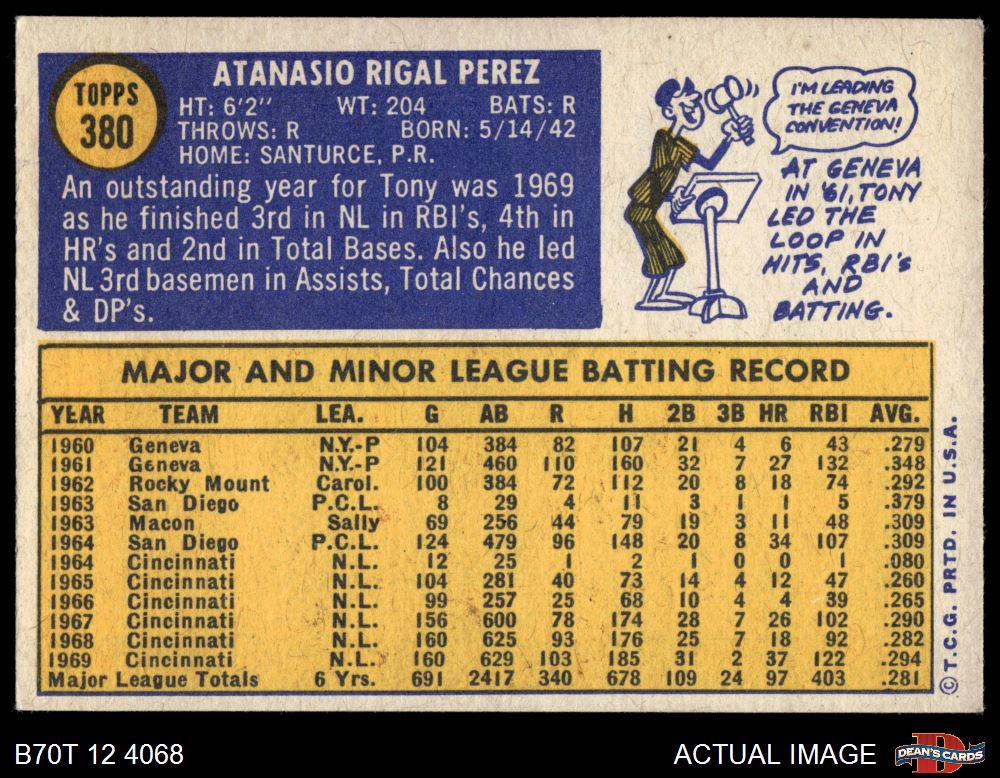 TOPPS
380
ATANASIO RIGAL PEREZ
HT: 6'2" WT: 204 BATS: R
THROWS: R BORN: 5/14/42
HOME: SANTURCE, P.R.
An outstanding year for Tony was 1969
as he finished 3rd in NL in RBI's, 4th in
HR's and 2nd in Total Bases. Also he led
NL 3rd basemen in Assists, Total Chances
& DP's.
I'M LEADING
THE GENEVA
CONVENTION!
AT GENEVA
IN '61, TONY
LED THE
LOOP IN
HITS, RBI's
AND
BATTING.
MAJOR AND MINOR LEAGUE BATTING RECORD
YEAR TEAM LEA. G AB R H 2B 3B HR RBI AVG.
1960 Geneva N.Y.-P 104 384 82 107 21 4 6 43 .279
1961 Geneva N.Y.-P 121 460 110 160 32 7 27 132 .348
1962 Rocky Mount Carol. 100 384 72 112 20 8 18 74 .292
1963 San Diego P.C.L. 8 29 4 11 3 1 1 5 .379
1963 Macon Sally 69 256 44 79 19 3 11 48 .309
1964 San Diego P.C.L. 124 479 96 148 20 8 34 107 .309
1964 Cincinnati N.L. 12 25 1 2 1 0 0 1 .080
1965 Cincinnati N.L. 104 281 40 73 14 4 12 47 .260
1966 Cincinnati N.L. 99 257 25 68 10 4 4 39 .265
1967 Cincinnati N.L. 156 600 78 174 28 7 26 102 .290
1968 Cincinnati N.L. 160 625 93 176 25 7 18 92 .282
1969 Cincinnati N.L. 160 629 103 185 31 2 37 122 .294
Major League Totals 6 Yrs. 691 2417 340 678 109 24 97 403 .281
©T.C.G. PRTD. IN U.S.A.
B70T 12 4068
ACTUAL IMAGE
D
DEAN'S CARDS